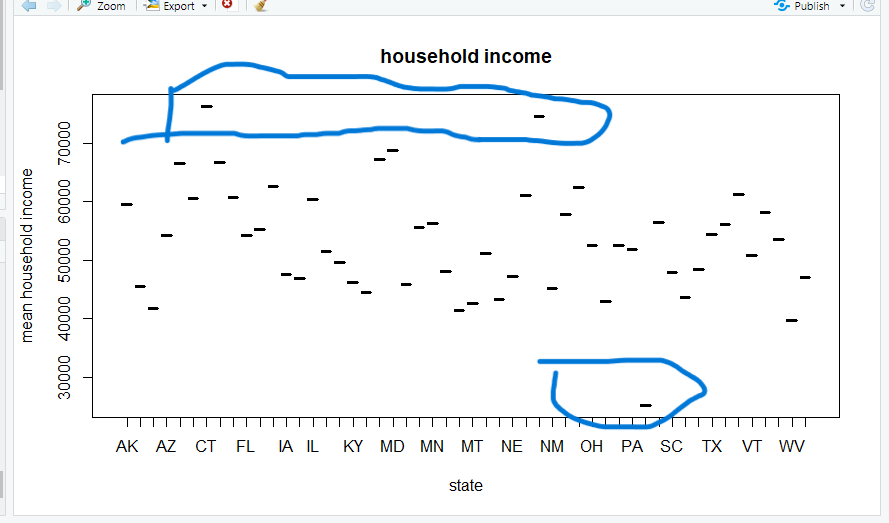 Zoom Export Publish
household income
mean household income
70000
60000
50000
40000
30000
AK AZ CT FL IA IL KY MD MN MT NE NM OH PA SC TX VT WV
state